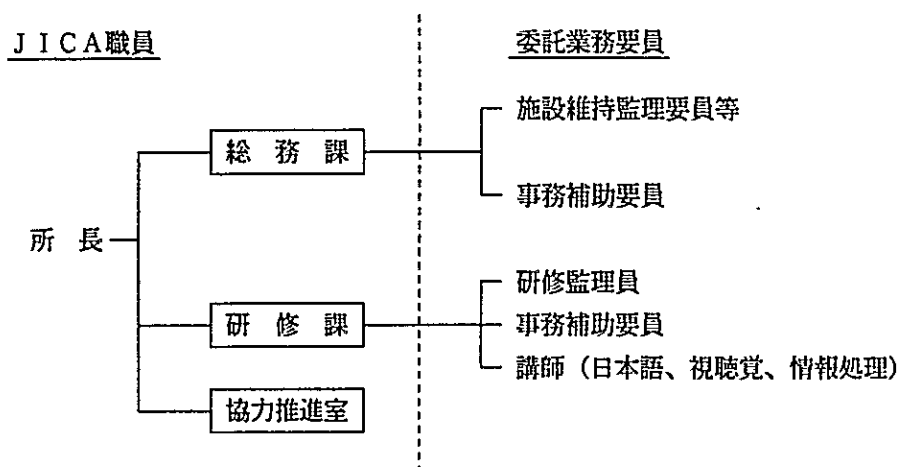 JICA職員
委託業務要員
施設維持監理要員等
総務課
事務補助要員
所長
研修監理員
研修課
事務補助要員
講師（日本語、視聴覚、情報処理）
協力推進室